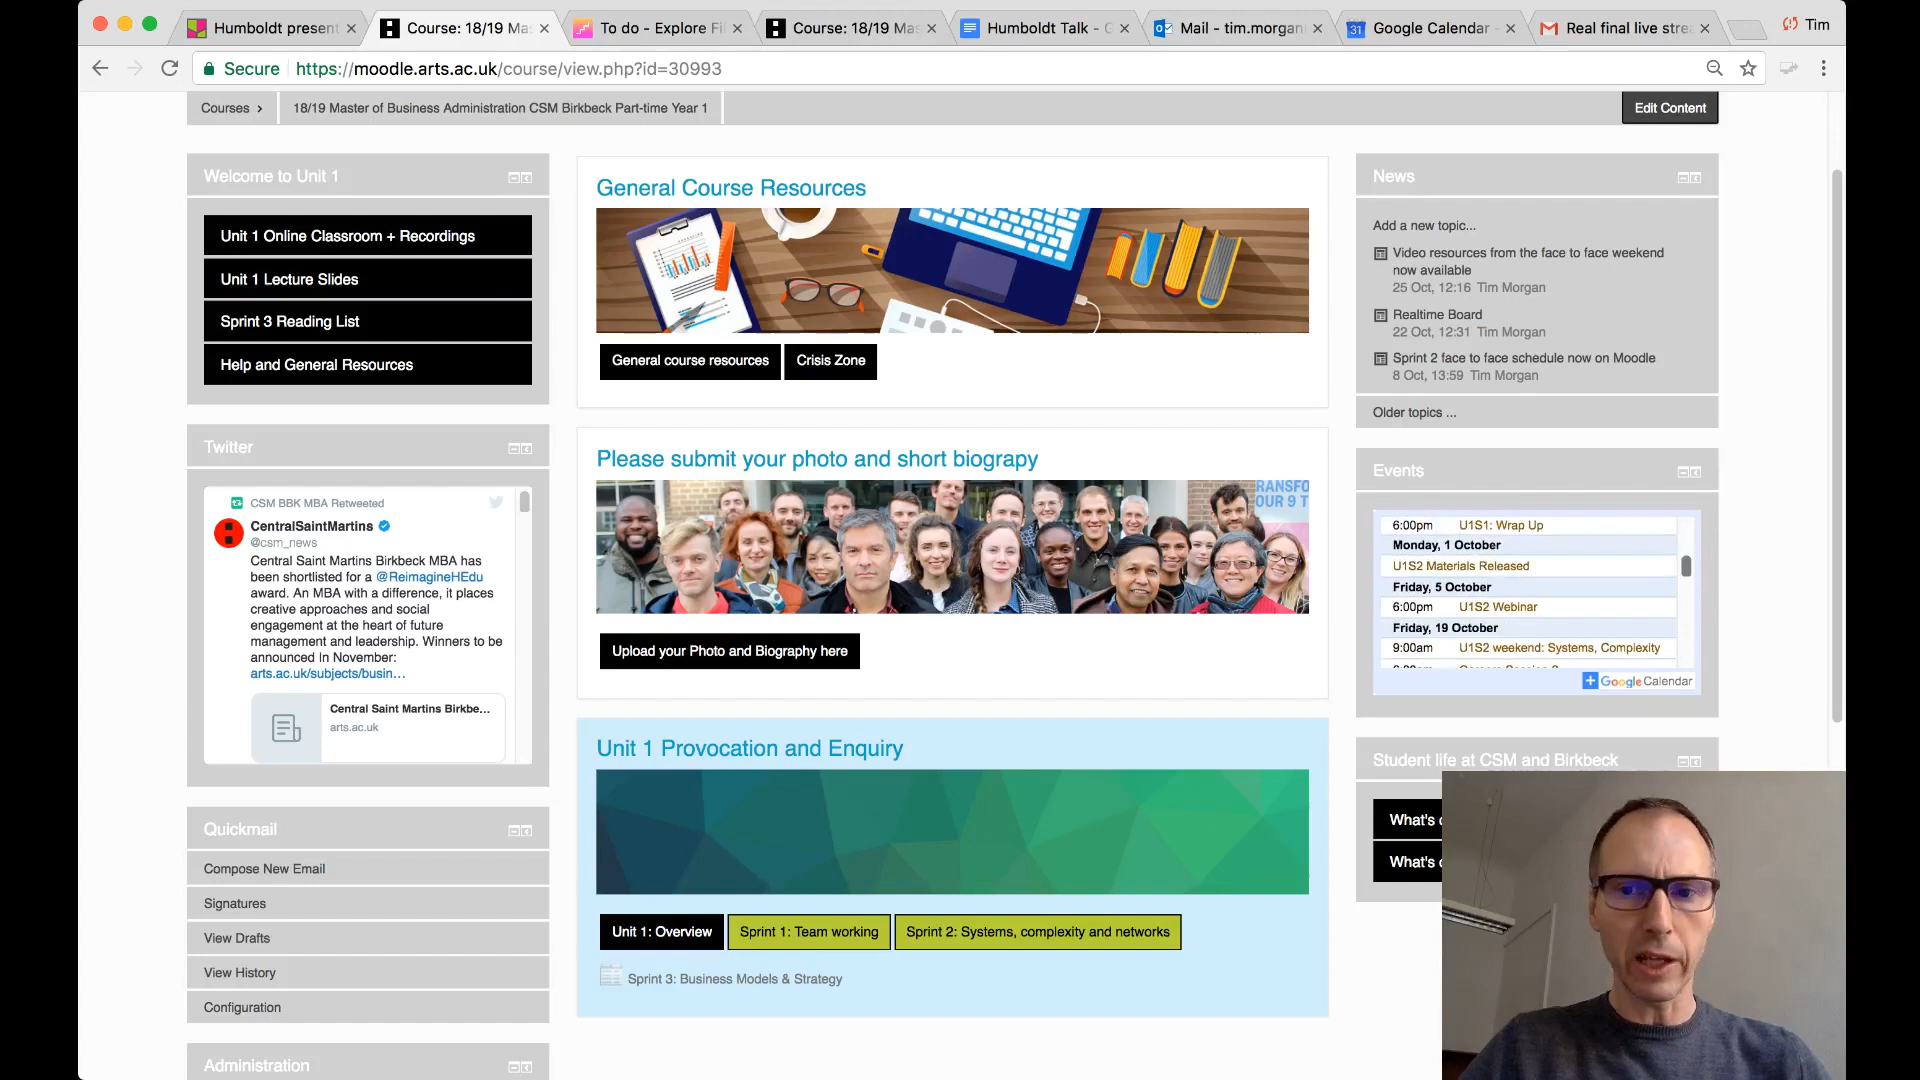 Humboldt present
Course: 18/19 Ma
To do - Explore Fi
Course: 18/19 Ma
Humboldt Talk - G
Mail - tim.morgan
Google Calendar -
Real final live strea
Tim
Secure
https://moodle.arts.ac.uk/course/view.php?id=30993
Courses
18/19 Master of Business Administration CSM Birkbeck Part-time Year 1
Edit Content
Welcome to Unit 1
Unit 1 Online Classroom + Recordings
Unit 1 Lecture Slides
Sprint 3 Reading List
Help and General Resources
Twitter
CSM BBK MBA Retweeted
CentralSaintMartins
@csm_news
Central Saint Martins Birkbeck MBA has
been shortlisted for a @ReimagineHEdu
award. An MBA with a difference, it places
creative approaches and social
engagement at the heart of future
management and leadership. Winners to be
announced In November:
arts.ac.uk/subjects/busin…
Central Saint Martins Birkbe...
arts.ac.uk
Quickmail
Compose New Email
Signatures
View Drafts
View History
Configuration
Administration
General Course Resources
General course resources
Crisis Zone
Please submit your photo and short biograpy
RANSFO
OUR 9 T
Upload your Photo and Biography here
Unit 1 Provocation and Enquiry
Unit 1: Overview
Sprint 1: Team working
Sprint 2: Systems, complexity and networks
Sprint 3: Business Models & Strategy
News
Add a new topic...
Video resources from the face to face weekend
now available
25 Oct, 12:16 Tim Morgan
Realtime Board
22 Oct, 12:31 Tim Morgan
Sprint 2 face to face schedule now on Moodle
8 Oct, 13:59 Tim Morgan
Older topics ...
Events
6:00pm U1S1: Wrap Up
Monday, 1 October
U1S2 Materials Released
Friday, 5 October
6:00pm U1S2 Webinar
Friday, 19 October
9:00am U1S2 weekend: Systems, Complexity
Google Calendar
Student life at CSM and Birkbeck
What's
What's